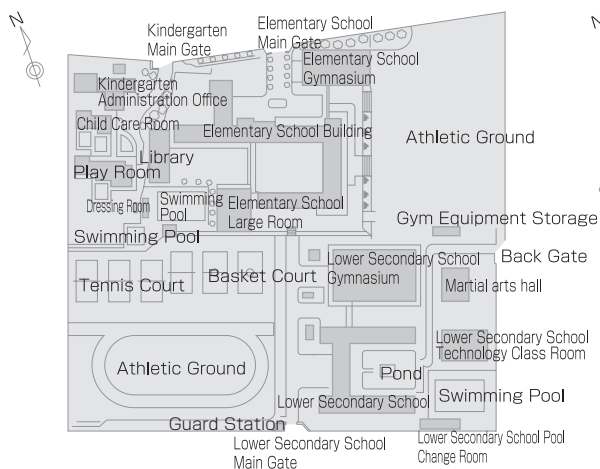 N
Kindergarten
Main Gate
Elementary School
Main Gate
N
Elementary School
Gymnasium
Kindergarten
Administration Office
Child Care Room
Elementary School Building
Athletic Ground
Library
Play Room
Dressing Room
Swimming
Pool
Elementary School
Large Room
Gym Equipment Storage
Swimming Pool
Lower Secondary School
Gymnasium
Back Gate
Tennis Court
Basket Court
Martial arts hall
Lower Secondary School
Technology Class Room
Athletic Ground
Pond
Swimming Pool
Lower Secondary School
Guard Station
Lower Secondary School
Main Gate
Lower Secondary School Pool
Change Room